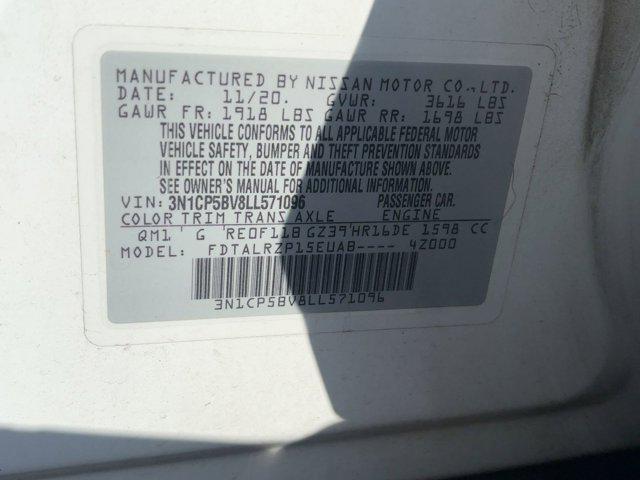 MANUFACTURED BY NISSAN MOTOR CO.,LTD.
DATE: 11/20. GVWR: 3616 LBS
GAWR FR: 1918 LBS GAWR RR: 1698 LBS
THIS VEHICLE CONFORMS TO ALL APPLICABLE FEDERAL MOTOR
VEHICLE SAFETY, BUMPER AND THEFT PREVENTION STANDARDS
IN EFFECT ON THE DATE OF MANUFACTURE SHOWN ABOVE.
SEE OWNER'S MANUAL FOR ADDITIONAL INFORMATION
VIN: 3N1CP5BV8LL571096 PASSENGER CAR.
COLOR TRIM TRANS AXLE ENGINE
QM1' G 'RE0F11B GZ39'HR16DE 1598 CC
MODEL: FDTALRZP15EUAB---- 4Z000
3N1CP5BV8LL571096